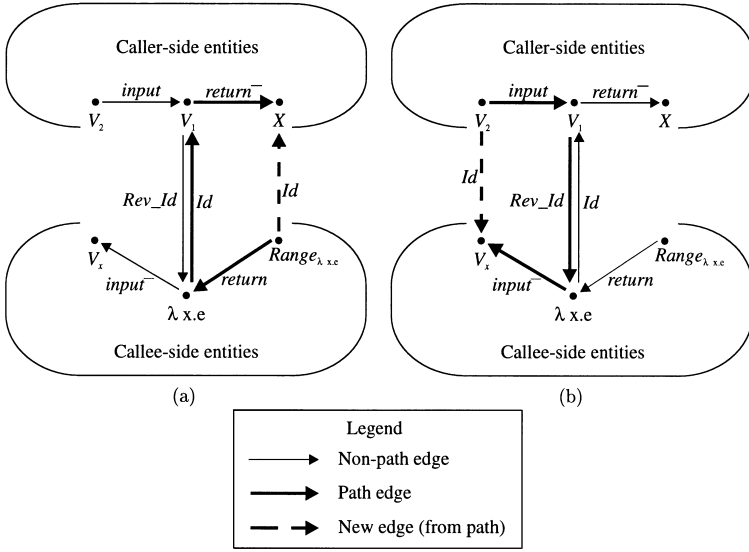 Caller-side entities
input
return‾
V₂
V₁
X
Rev_Id
Id
Id
Vₓ
input‾
return
Range_λ x.e
λ x.e
Callee-side entities
(a)
Caller-side entities
input
return‾
V₂
V₁
X
Id
Rev_Id
Id
Vₓ
input‾
return
Range_λ x.e
λ x.e
Callee-side entities
(b)
Legend
Non-path edge
Path edge
New edge (from path)